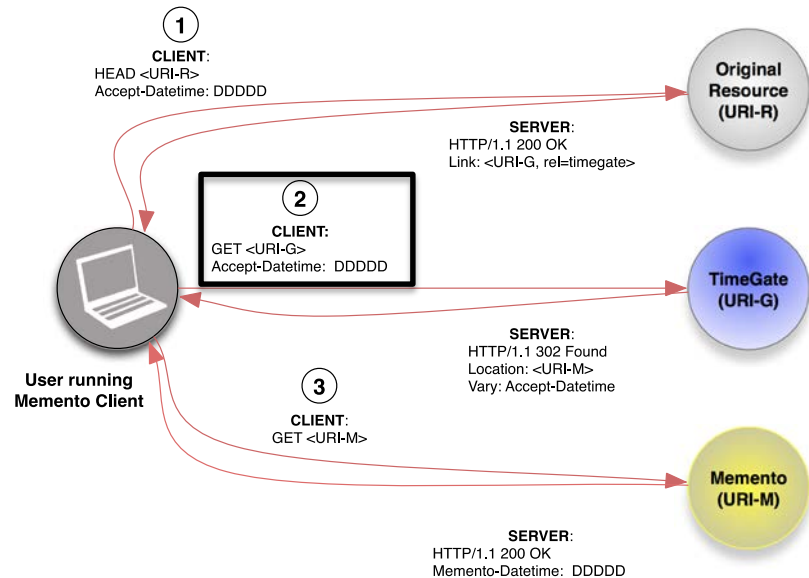 1
CLIENT:
HEAD <URI-R>
Accept-Datetime: DDDDD
Original
Resource
(URI-R)
SERVER:
HTTP/1.1 200 OK
Link: <URI-G, rel=timegate>
2
CLIENT:
GET <URI-G>
Accept-Datetime: DDDDD
TimeGate
(URI-G)
SERVER:
HTTP/1.1 302 Found
Location: <URI-M>
Vary: Accept-Datetime
User running
Memento Client
3
CLIENT:
GET <URI-M>
Memento
(URI-M)
SERVER:
HTTP/1.1 200 OK
Memento-Datetime: DDDDD